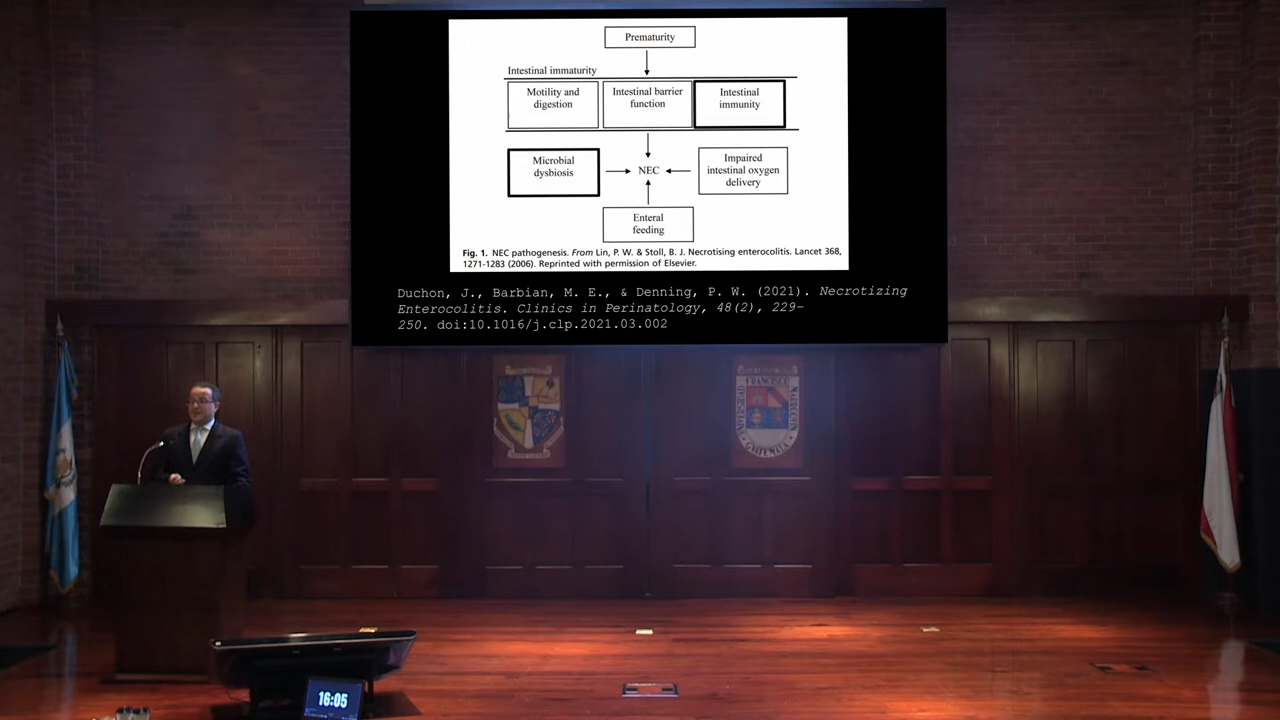 Prematurity
Intestinal immaturity
Motility and
digestion
Intestinal barrier
function
Intestinal
immunity
Microbial
dysbiosis
NEC
Impaired
intestinal oxygen
delivery
Enteral
feeding
Fig. 1. NEC pathogenesis. From Lin, P. W. & Stoll, B. J. Necrotising enterocolitis. Lancet 368,
1271-1283 (2006). Reprinted with permission of Elsevier.
Duchon, J., Barbian, M. E., & Denning, P. W. (2021). Necrotizing
Enterocolitis. Clinics in Perinatology, 48(2), 229–
250. doi:10.1016/j.clp.2021.03.002
FRANCISCO
MARROQUIN
GUATEMALA
16:05